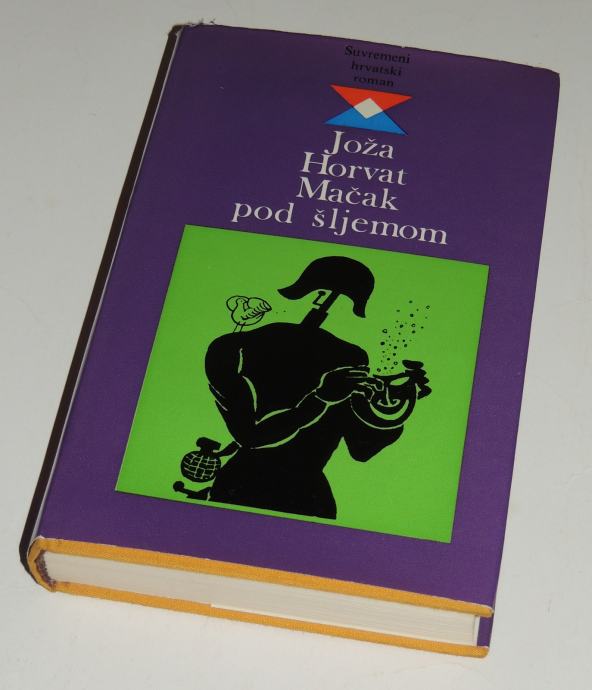 Suvremeni
hrvatski
roman
Joža
Horvat
Mačak
pod šljemom